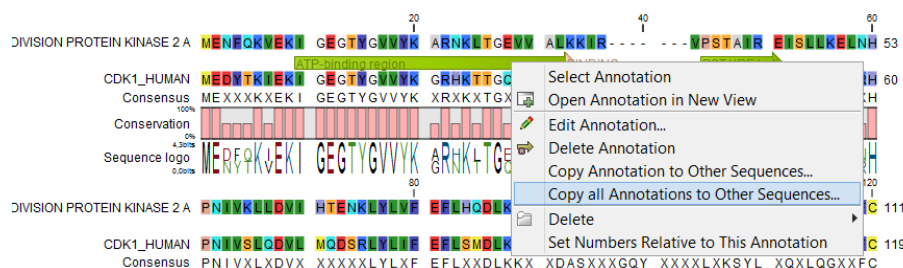 20 40 60
DIVISION PROTEIN KINASE 2 A MENFQKVEKI GEGTYGVVYK ARNKLTGEVV ALKKIR---- ----VPSTAIR EISLLKELNH 53
ATP-binding region
CDK1_HUMAN MEDYTKIEKI GEGTYGVVYK GRHKTTGQ RH 60
Consensus MEXXXKXEKI GEGTYGVVYK XRXKXTGX XH
100%
Conservation
0%
4,3bits
Sequence logo
0,0bits
80 120
DIVISION PROTEIN KINASE 2 A PNIVKLLDVI HTENKLYLVF EFLHQDLK C 111
CDK1_HUMAN PNIVSLQDVL MQDSRLYLIF EFLSMDLK C 119
Consensus PNIVXLXDVX XXXXXLYLXF EFLXXDLKKX XDASXXXGQY XXXXLXKSYL XQXLQGXXFC
Select Annotation
Open Annotation in New View
Edit Annotation...
Delete Annotation
Copy Annotation to Other Sequences...
Copy all Annotations to Other Sequences...
Delete
Set Numbers Relative to This Annotation